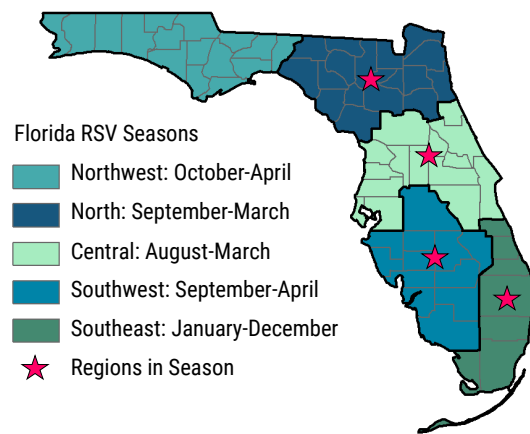 Florida RSV Seasons
Northwest: October-April
North: September-March
Central: August-March
Southwest: September-April
Southeast: January-December
Regions in Season